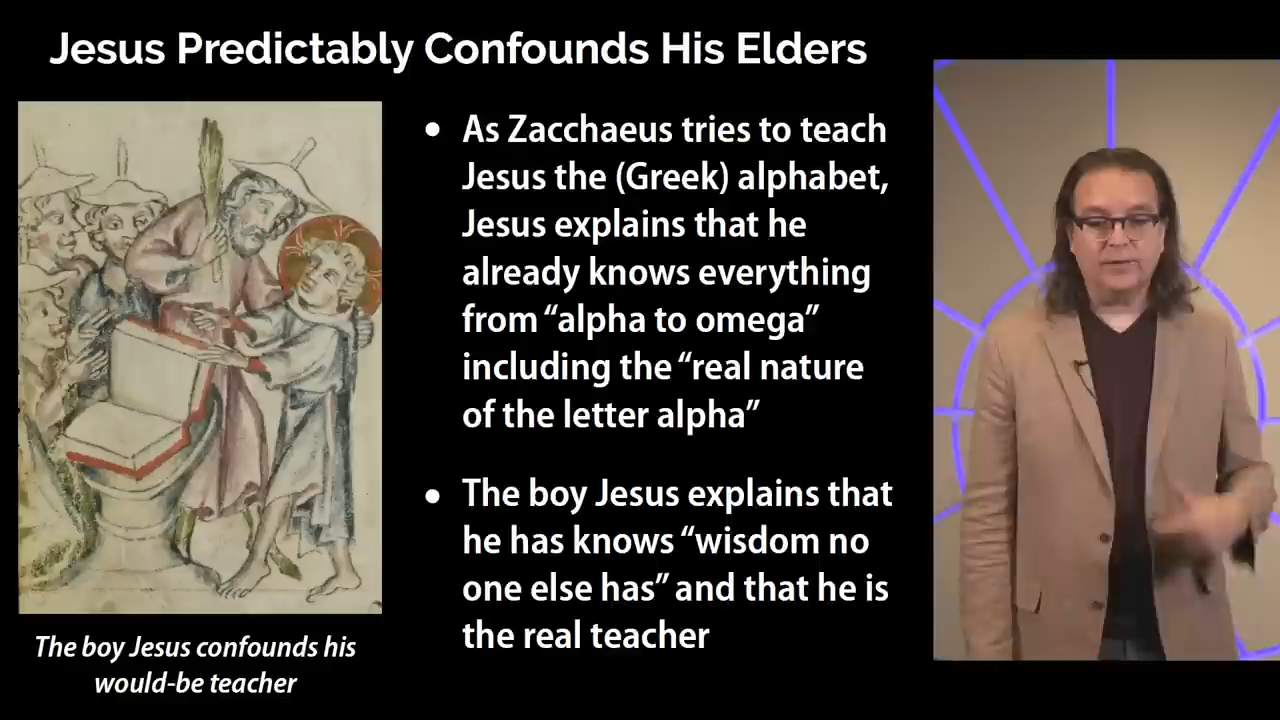 Jesus Predictably Confounds His Elders
• As Zacchaeus tries to teach
Jesus the (Greek) alphabet,
Jesus explains that he
already knows everything
from “alpha to omega”
including the “real nature
of the letter alpha”
• The boy Jesus explains that
he has knows “wisdom no
one else has” and that he is
the real teacher
The boy Jesus confounds his
would-be teacher